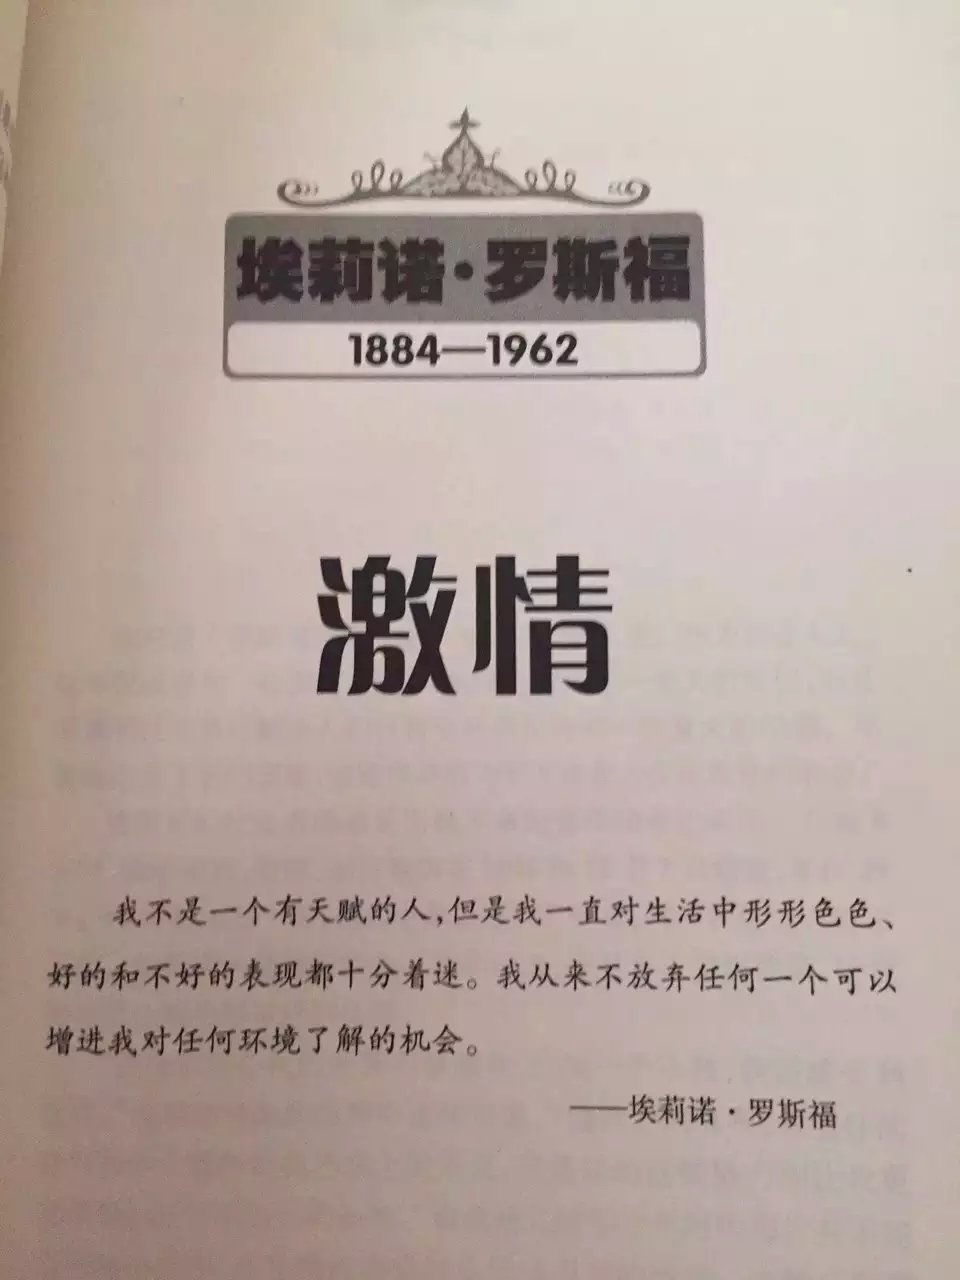 埃莉诺·罗斯福
1884—1962
激情
我不是一个有天赋的人,但是我一直对生活中形形色色、
好的和不好的表现都十分着迷。我从来不放弃任何一个可以
增进我对任何环境了解的机会。
——埃莉诺·罗斯福